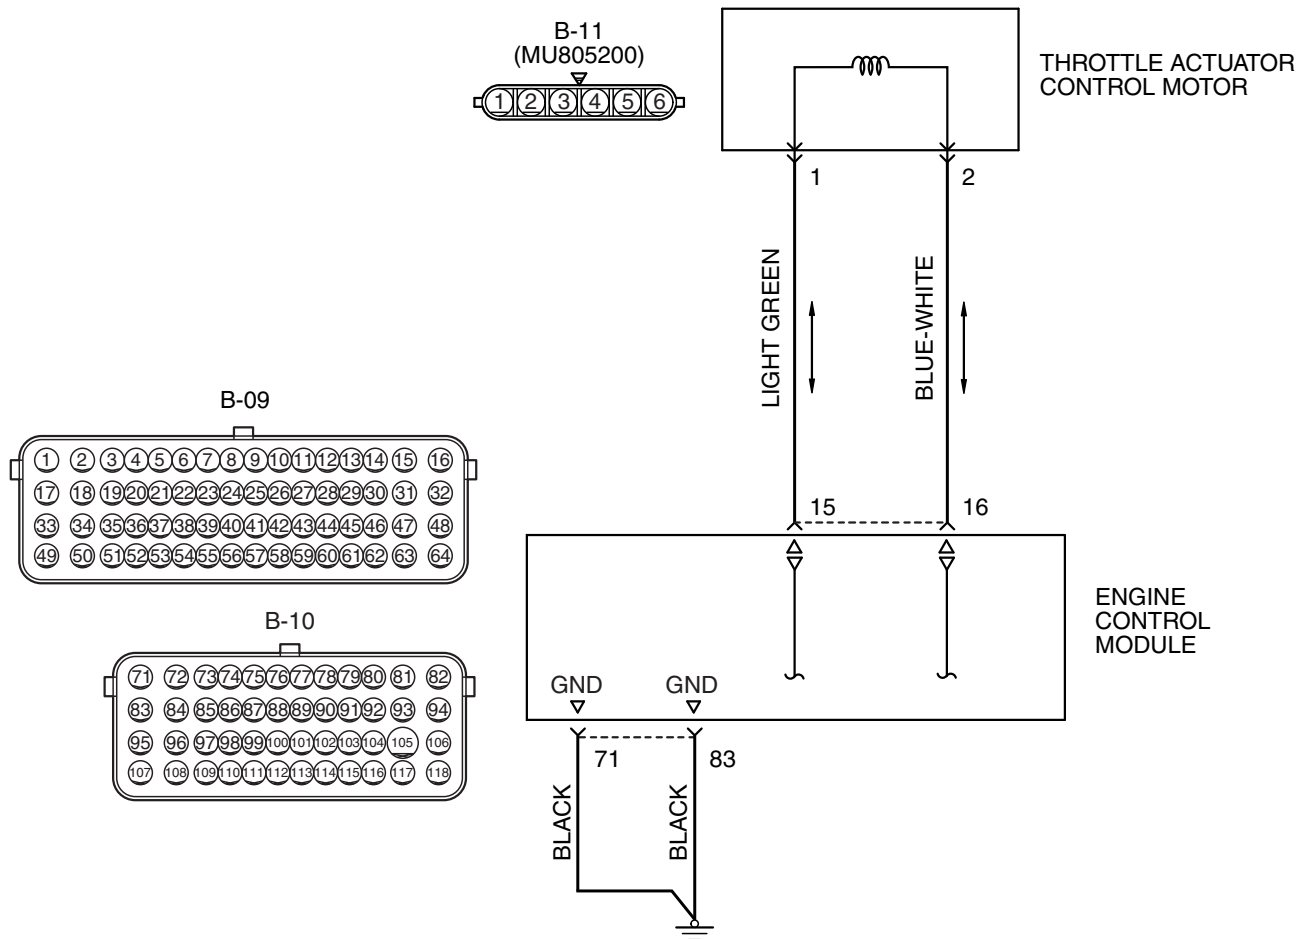 B-11
(MU805200)
1 2 3 4 5 6
THROTTLE ACTUATOR
CONTROL MOTOR
1
2
LIGHT GREEN
BLUE-WHITE
B-09
1 2 3 4 5 6 7 8 9 10 11 12 13 14 15 16
17 18 19 20 21 22 23 24 25 26 27 28 29 30 31 32
33 34 35 36 37 38 39 40 41 42 43 44 45 46 47 48
49 50 51 52 53 54 55 56 57 58 59 60 61 62 63 64
15
16
B-10
71 72 73 74 75 76 77 78 79 80 81 82
83 84 85 86 87 88 89 90 91 92 93 94
95 96 97 98 99 100 101 102 103 104 105 106
107 108 109 110 111 112 113 114 115 116 117 118
ENGINE
CONTROL
MODULE
GND
GND
71
83
BLACK
BLACK